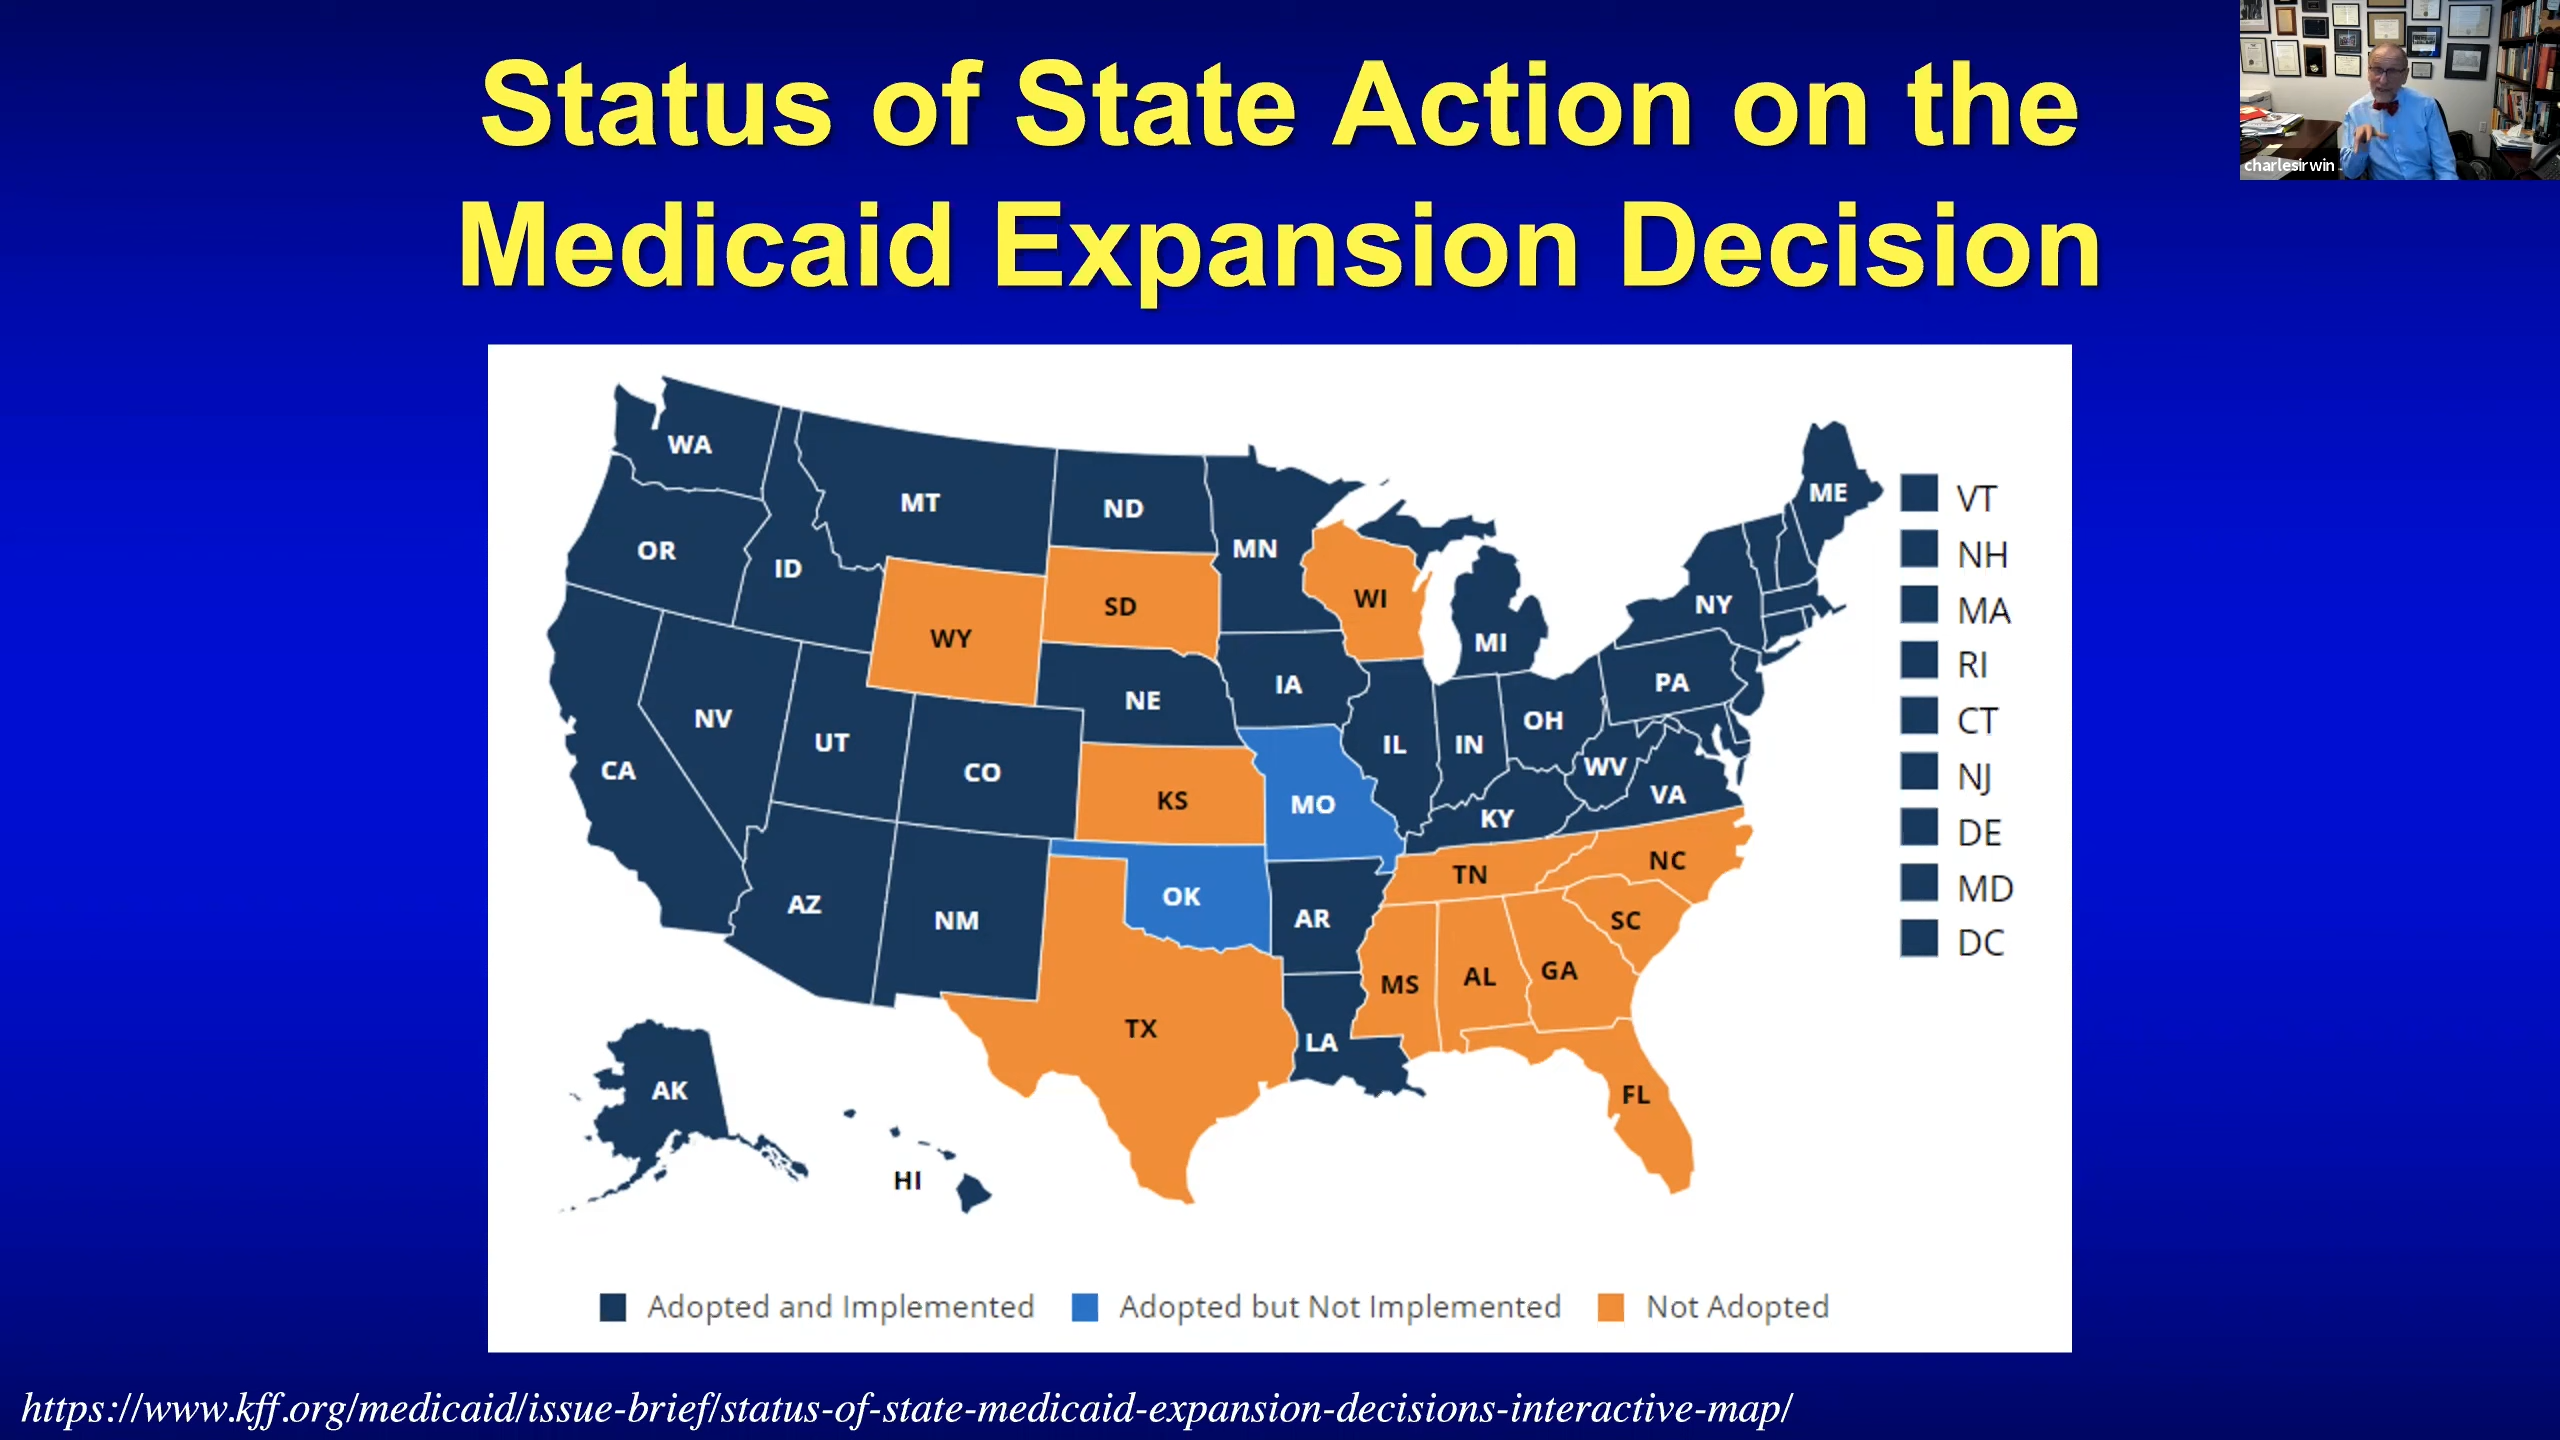 Status of State Action on the
Medicaid Expansion Decision
charlesirwin
WA
MT
ND
MN
ME
OR
ID
WY
SD
WI
MI
NY
NE
IA
PA
NV
UT
CO
CA
KS
MO
IL
IN
OH
WV
VA
KY
AZ
NM
OK
AR
TN
NC
SC
MS
AL
GA
TX
LA
FL
AK
HI
VT
NH
MA
RI
CT
NJ
DE
MD
DC
Adopted and Implemented
Adopted but Not Implemented
Not Adopted
https://www.kff.org/medicaid/issue-brief/status-of-state-medicaid-expansion-decisions-interactive-map/